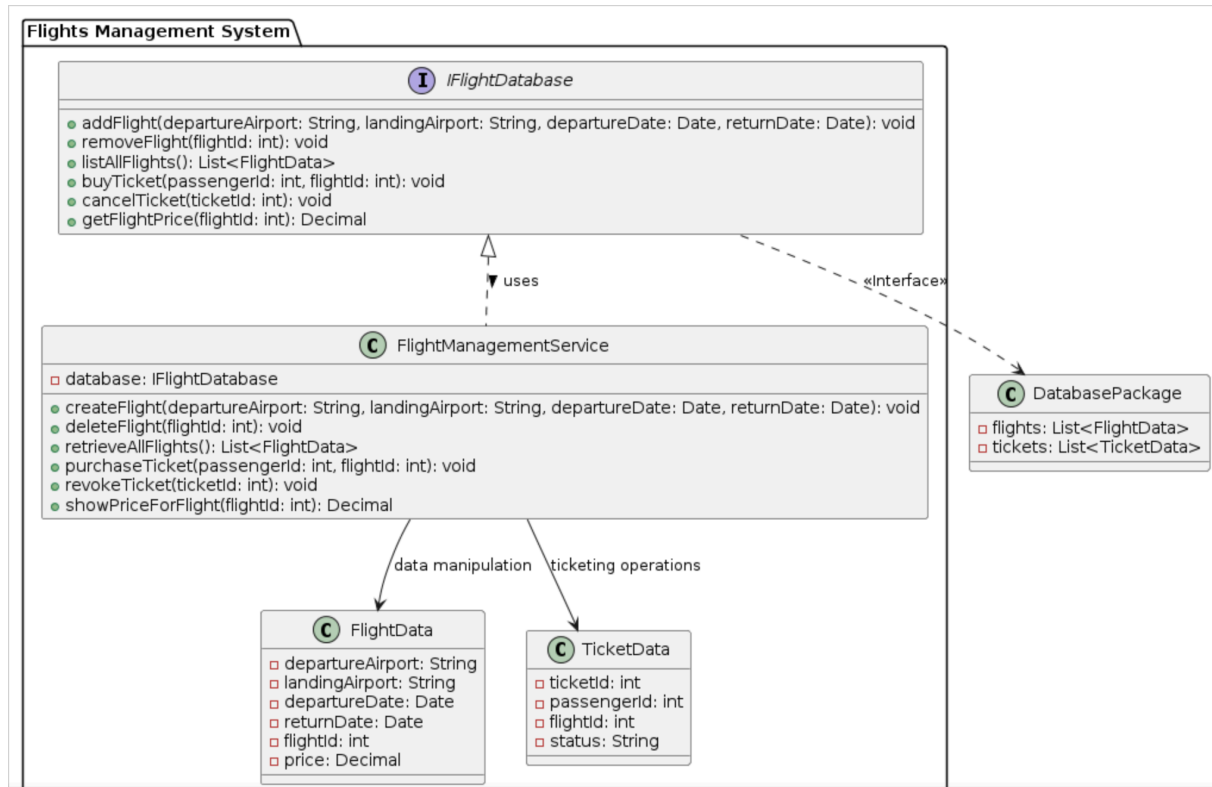 Flights Management System
I IFlightDatabase
addFlight(departureAirport: String, landingAirport: String, departureDate: Date, returnDate: Date): void
removeFlight(flightId: int): void
listAllFlights(): List<FlightData>
buyTicket(passengerId: int, flightId: int): void
cancelTicket(ticketId: int): void
getFlightPrice(flightId: int): Decimal
uses
«Interface»
C FlightManagementService
database: IFlightDatabase
createFlight(departureAirport: String, landingAirport: String, departureDate: Date, returnDate: Date): void
deleteFlight(flightId: int): void
retrieveAllFlights(): List<FlightData>
purchaseTicket(passengerId: int, flightId: int): void
revokeTicket(ticketId: int): void
showPriceForFlight(flightId: int): Decimal
C DatabasePackage
flights: List<FlightData>
tickets: List<TicketData>
data manipulation
ticketing operations
C FlightData
departureAirport: String
landingAirport: String
departureDate: Date
returnDate: Date
flightId: int
price: Decimal
C TicketData
ticketId: int
passengerId: int
flightId: int
status: String